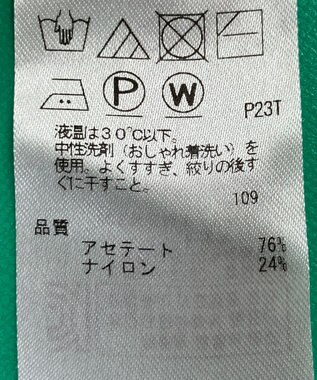 P W
P23T
液温は30℃以下。
中性洗剤（おしゃれ着洗い）を
使用。よくすすぎ、絞りの後す
ぐに干すこと。
109
品質
アセテート 76%
ナイロン 24%